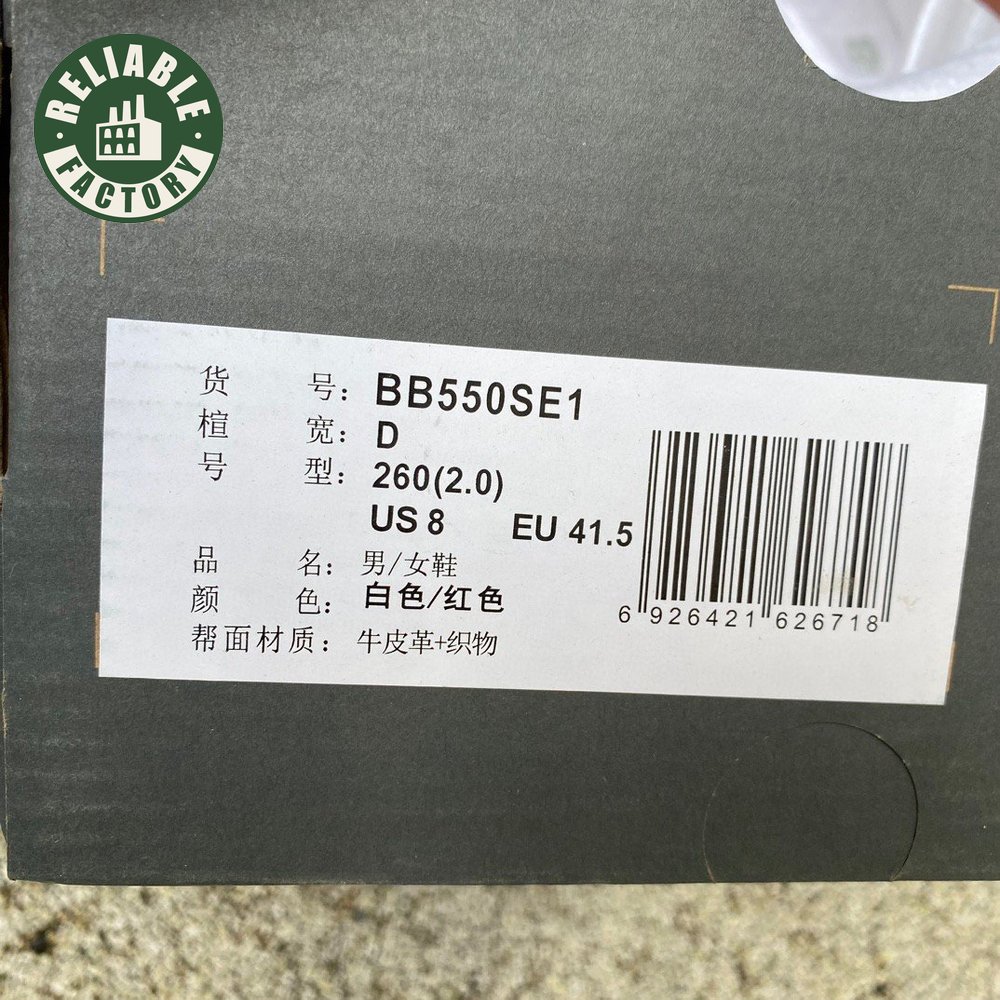 RELIABLE
FACTORY
货 号： BB550SE1
楦 宽： D
号 型： 260(2.0)
US 8 EU 41.5
品 名： 男/女鞋
颜 色： 白色/红色
帮面材质： 牛皮革+织物
6 926421 626718